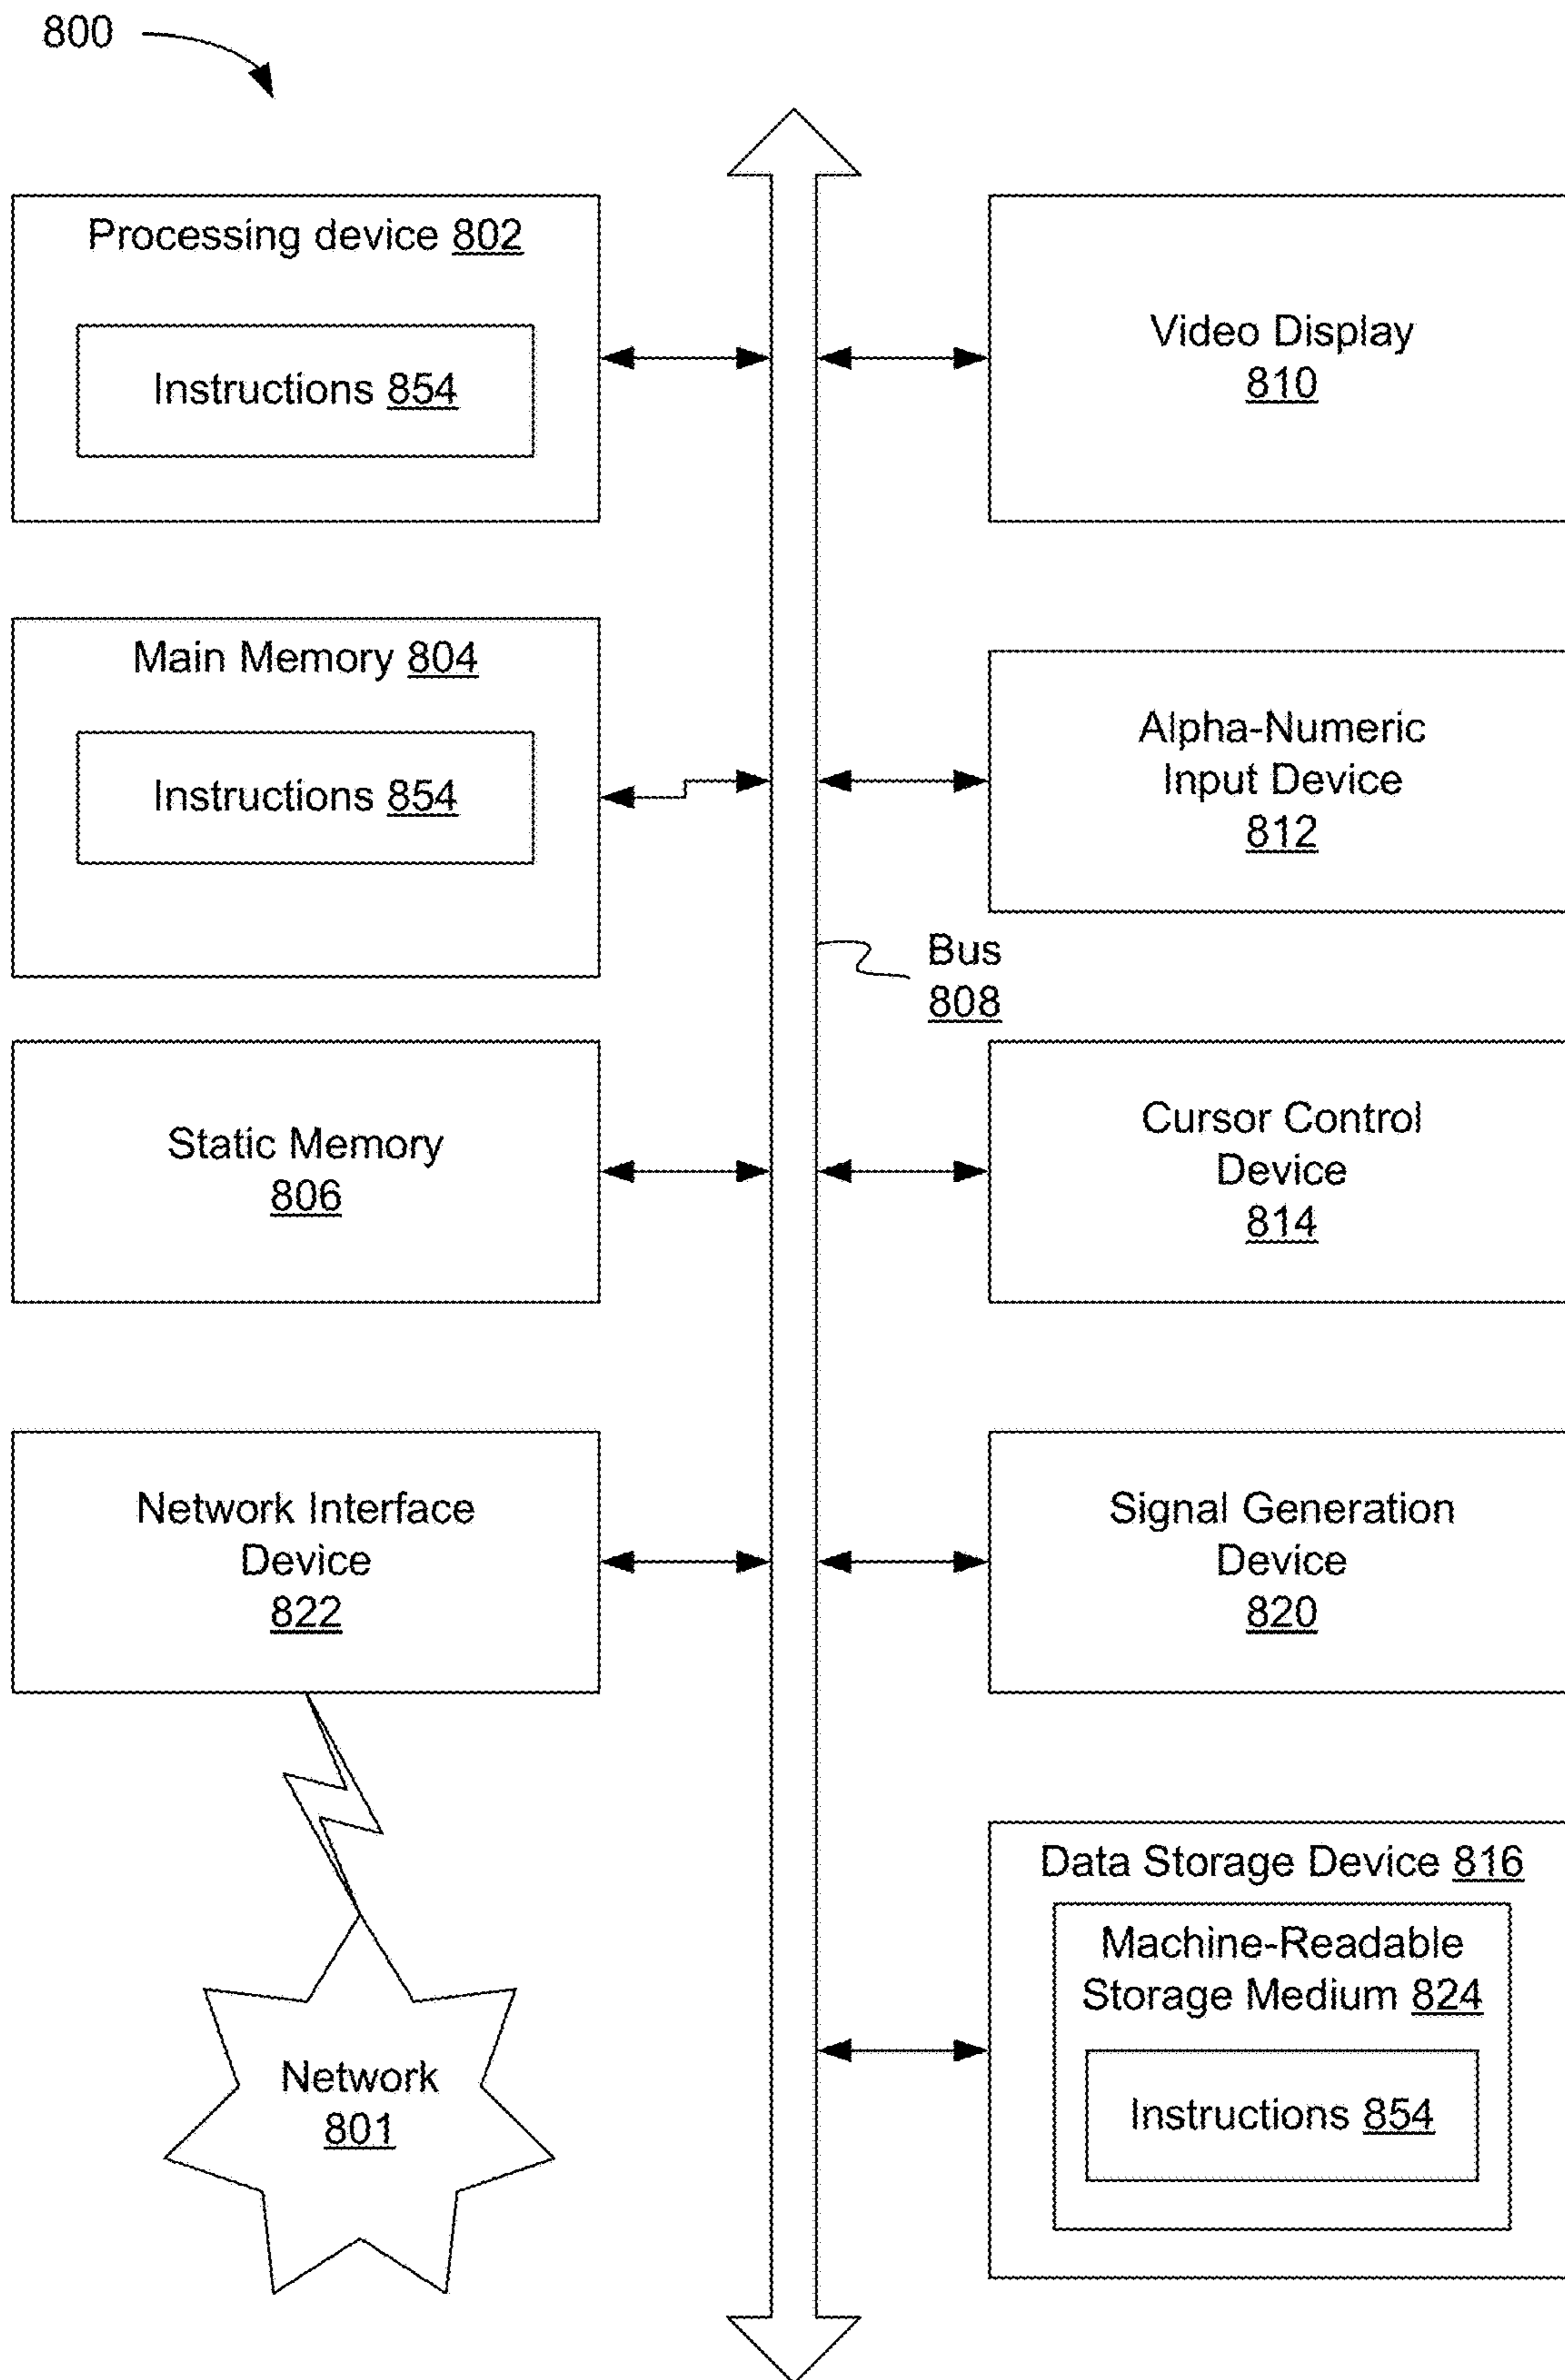 800
Processing device 802
Instructions 854
Video Display
810
Main Memory 804
Instructions 854
Alpha-Numeric
Input Device
812
Bus
808
Static Memory
806
Cursor Control
Device
814
Network Interface
Device
822
Signal Generation
Device
820
Data Storage Device 816
Machine-Readable
Storage Medium 824
Instructions 854
Network
801